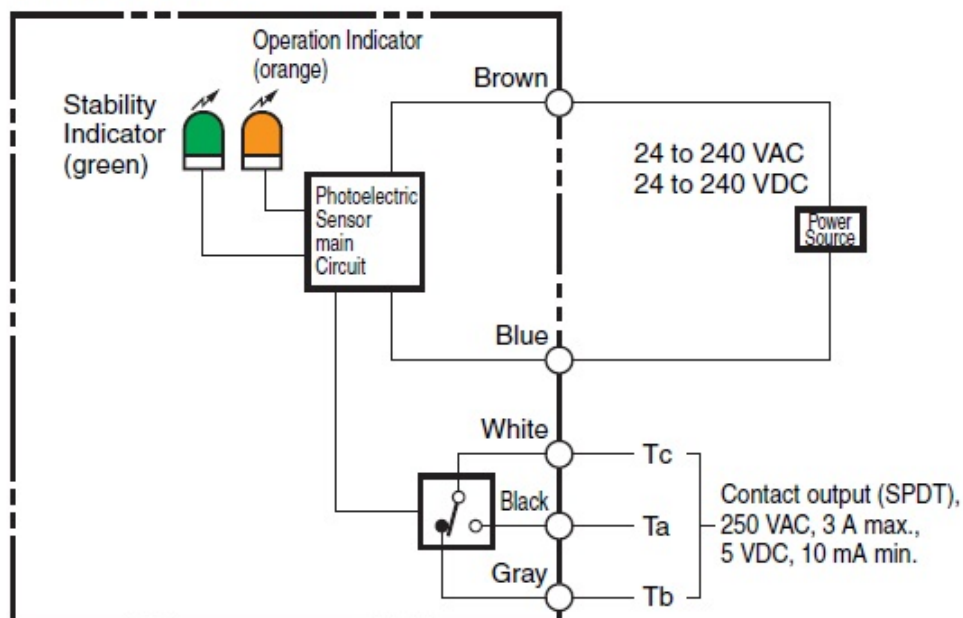 Operation Indicator
(orange)
Stability
Indicator
(green)
Brown
24 to 240 VAC
24 to 240 VDC
Photoelectric
Sensor
main
Circuit
Power
Source
Blue
White
Tc
Black
Ta
Contact output (SPDT),
250 VAC, 3 A max.,
5 VDC, 10 mA min.
Gray
Tb